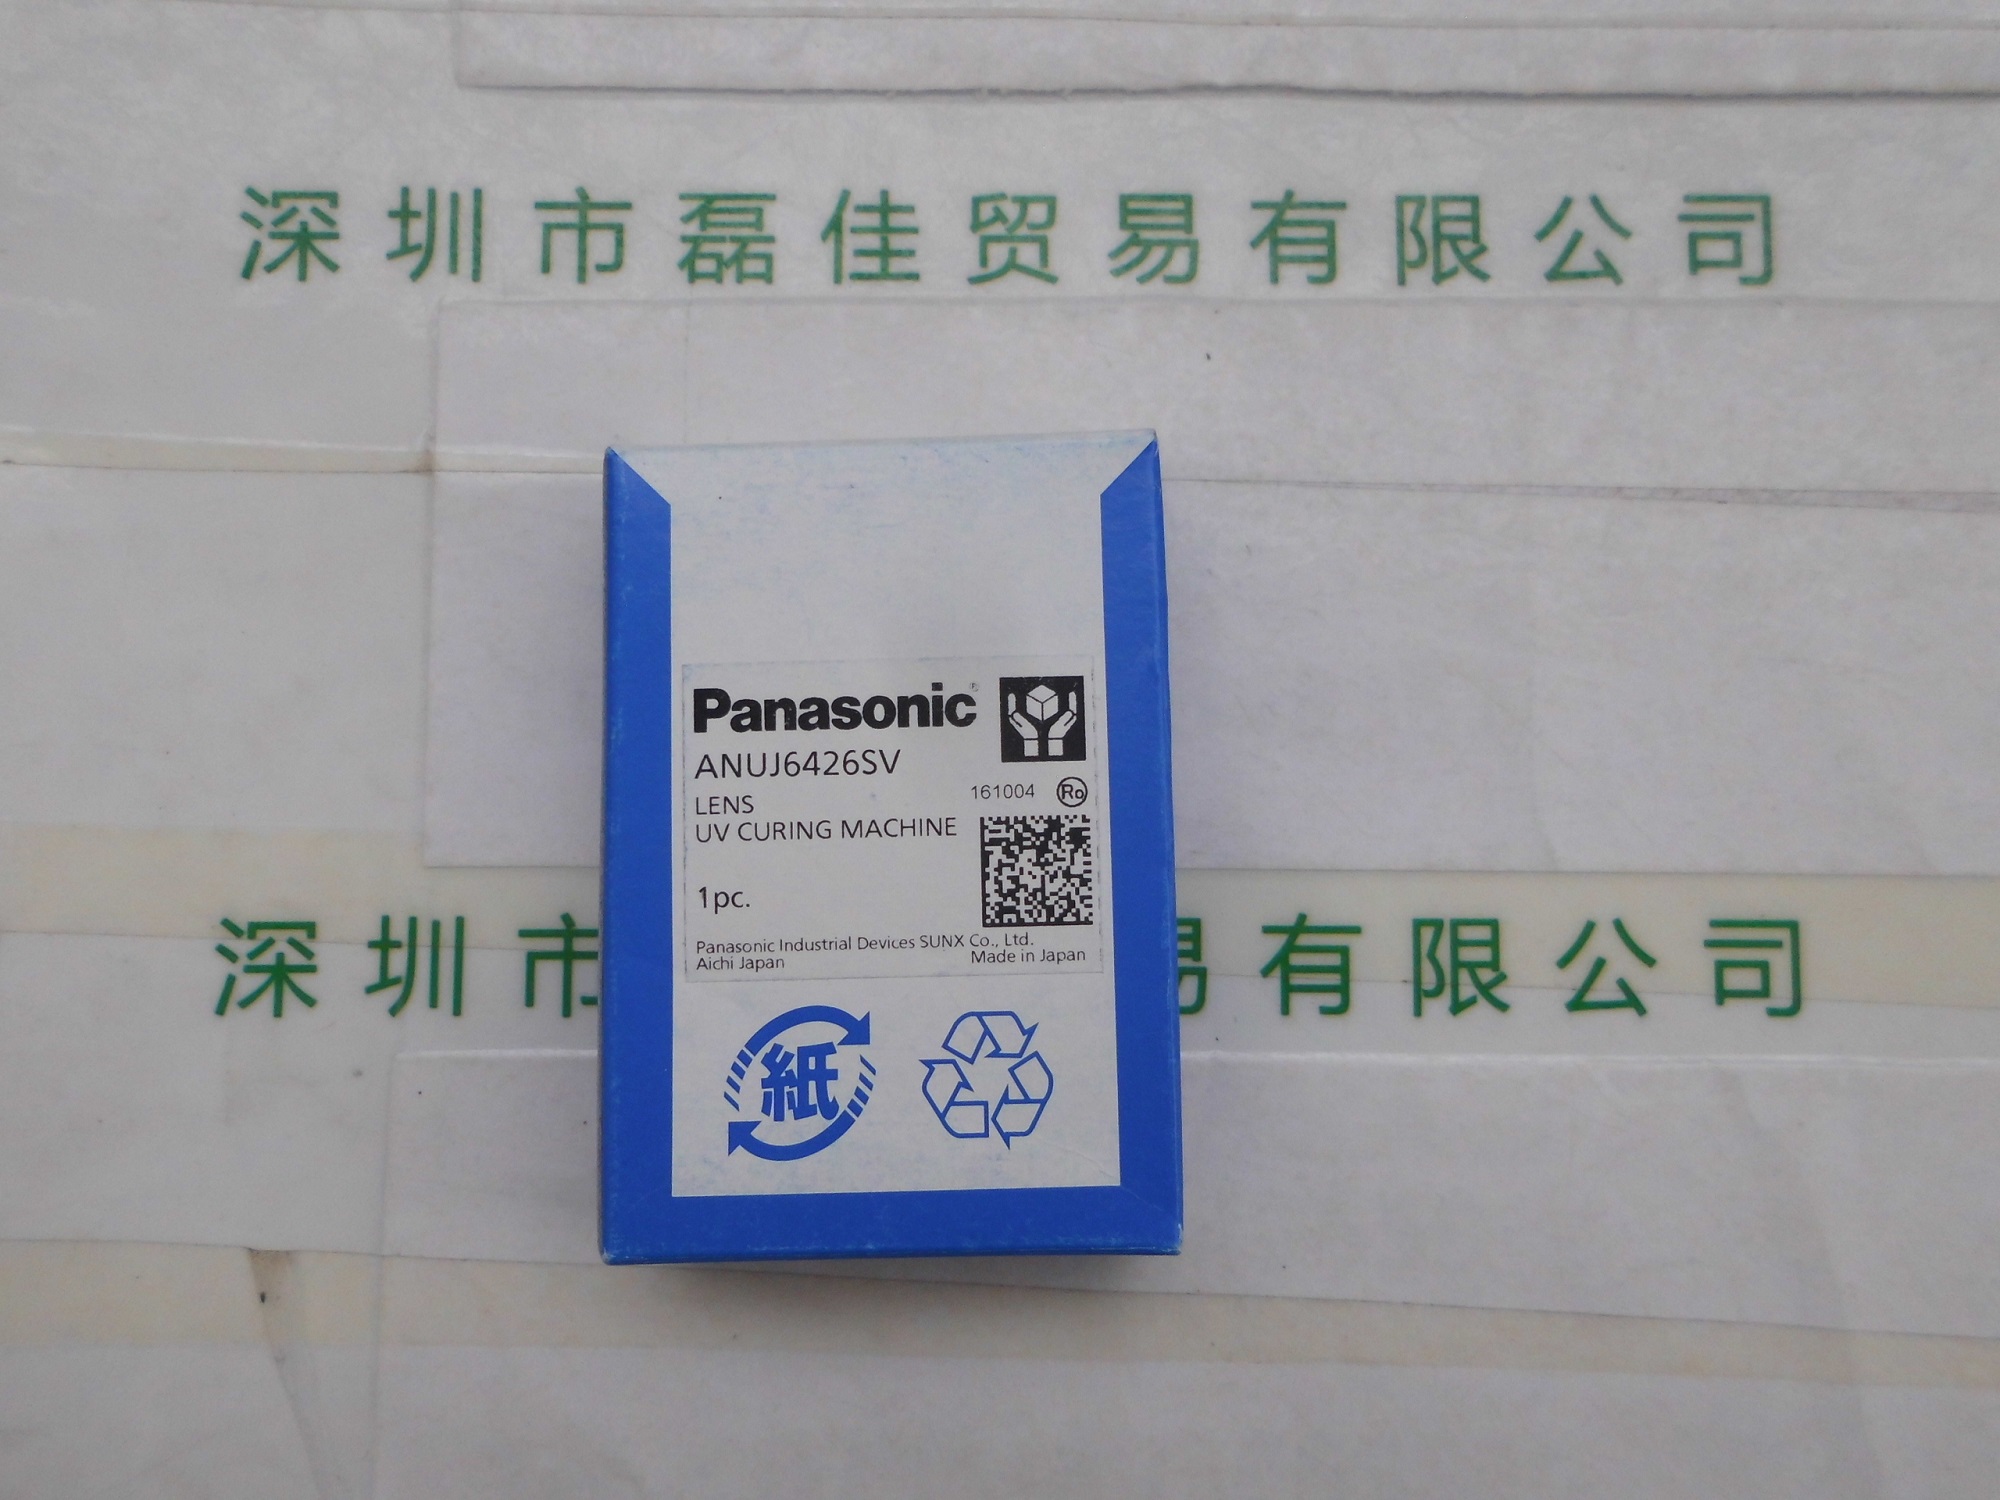 深圳市磊佳贸易有限公司
Panasonic®
ANUJ6426SV
LENS
161004 Ro
UV CURING MACHINE
1pc.
Panasonic Industrial Devices SUNX Co., Ltd.
Aichi Japan Made in Japan
深圳市 易有限公司
紙